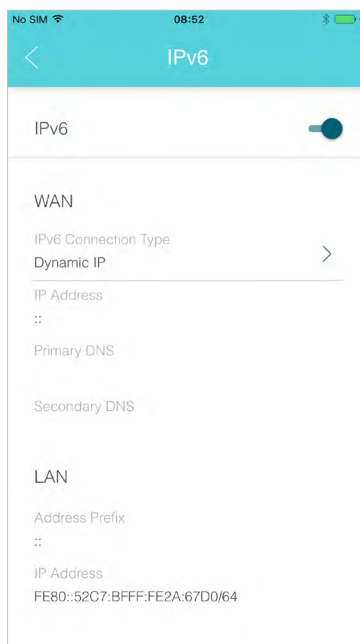 No SIM 08:52
IPv6
IPv6
WAN
IPv6 Connection Type
Dynamic IP
IP Address
::
Primary DNS
Secondary DNS
LAN
Address Prefix
::
IP Address
FE80::52C7:BFFF:FE2A:67D0/64